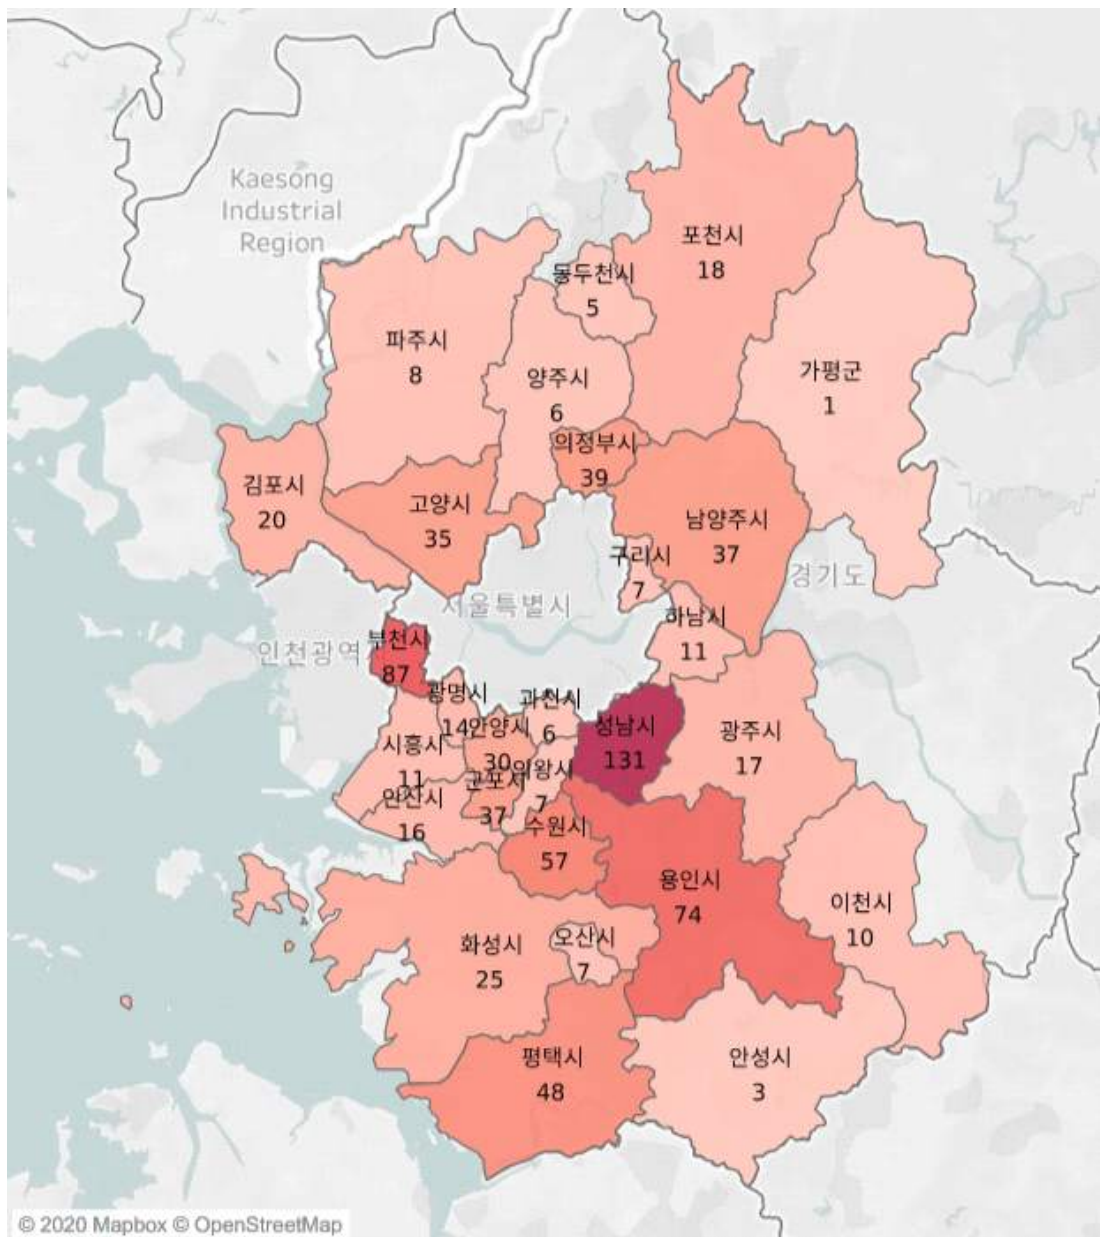 Kaesong
Industrial
Region
포천시
18
동두천시
5
파주시
8
양주시
6
가평군
1
의정부시
39
김포시
20
고양시
35
남양주시
37
구리시
7
경기도
서울특별시
하남시
11
인천광역
부천시
87
광명시
14
과천시
6
안양시
30
성남시
131
광주시
17
시흥시
11
의왕시
7
군포시
37
안산시
16
수원시
57
용인시
74
이천시
10
화성시
25
오산시
7
평택시
48
안성시
3
© 2020 Mapbox © OpenStreetMap